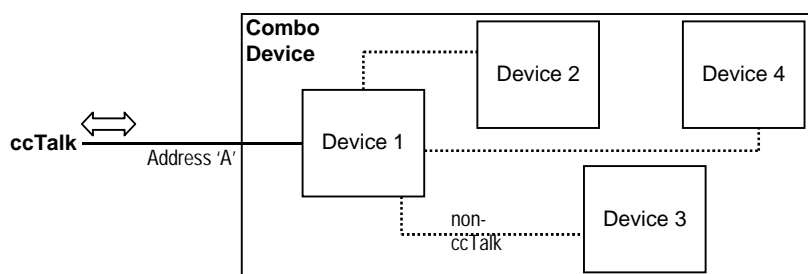 Combo
Device
Device 2
Device 4
ccTalk
Address 'A'
Device 1
non-
ccTalk
Device 3